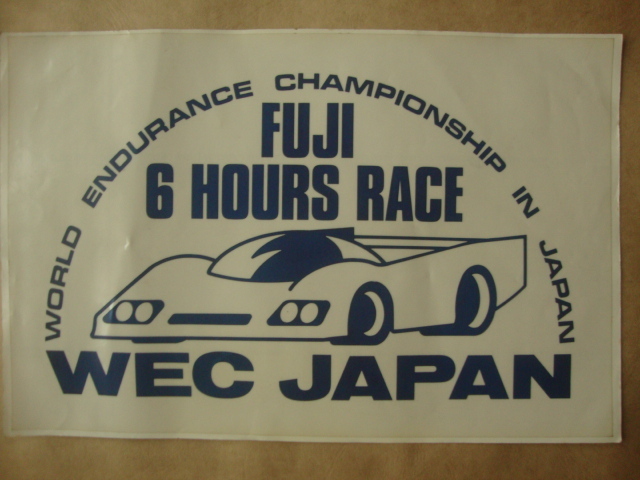 WORLD ENDURANCE CHAMPIONSHIP IN JAPAN
FUJI
6 HOURS RACE
WEC JAPAN